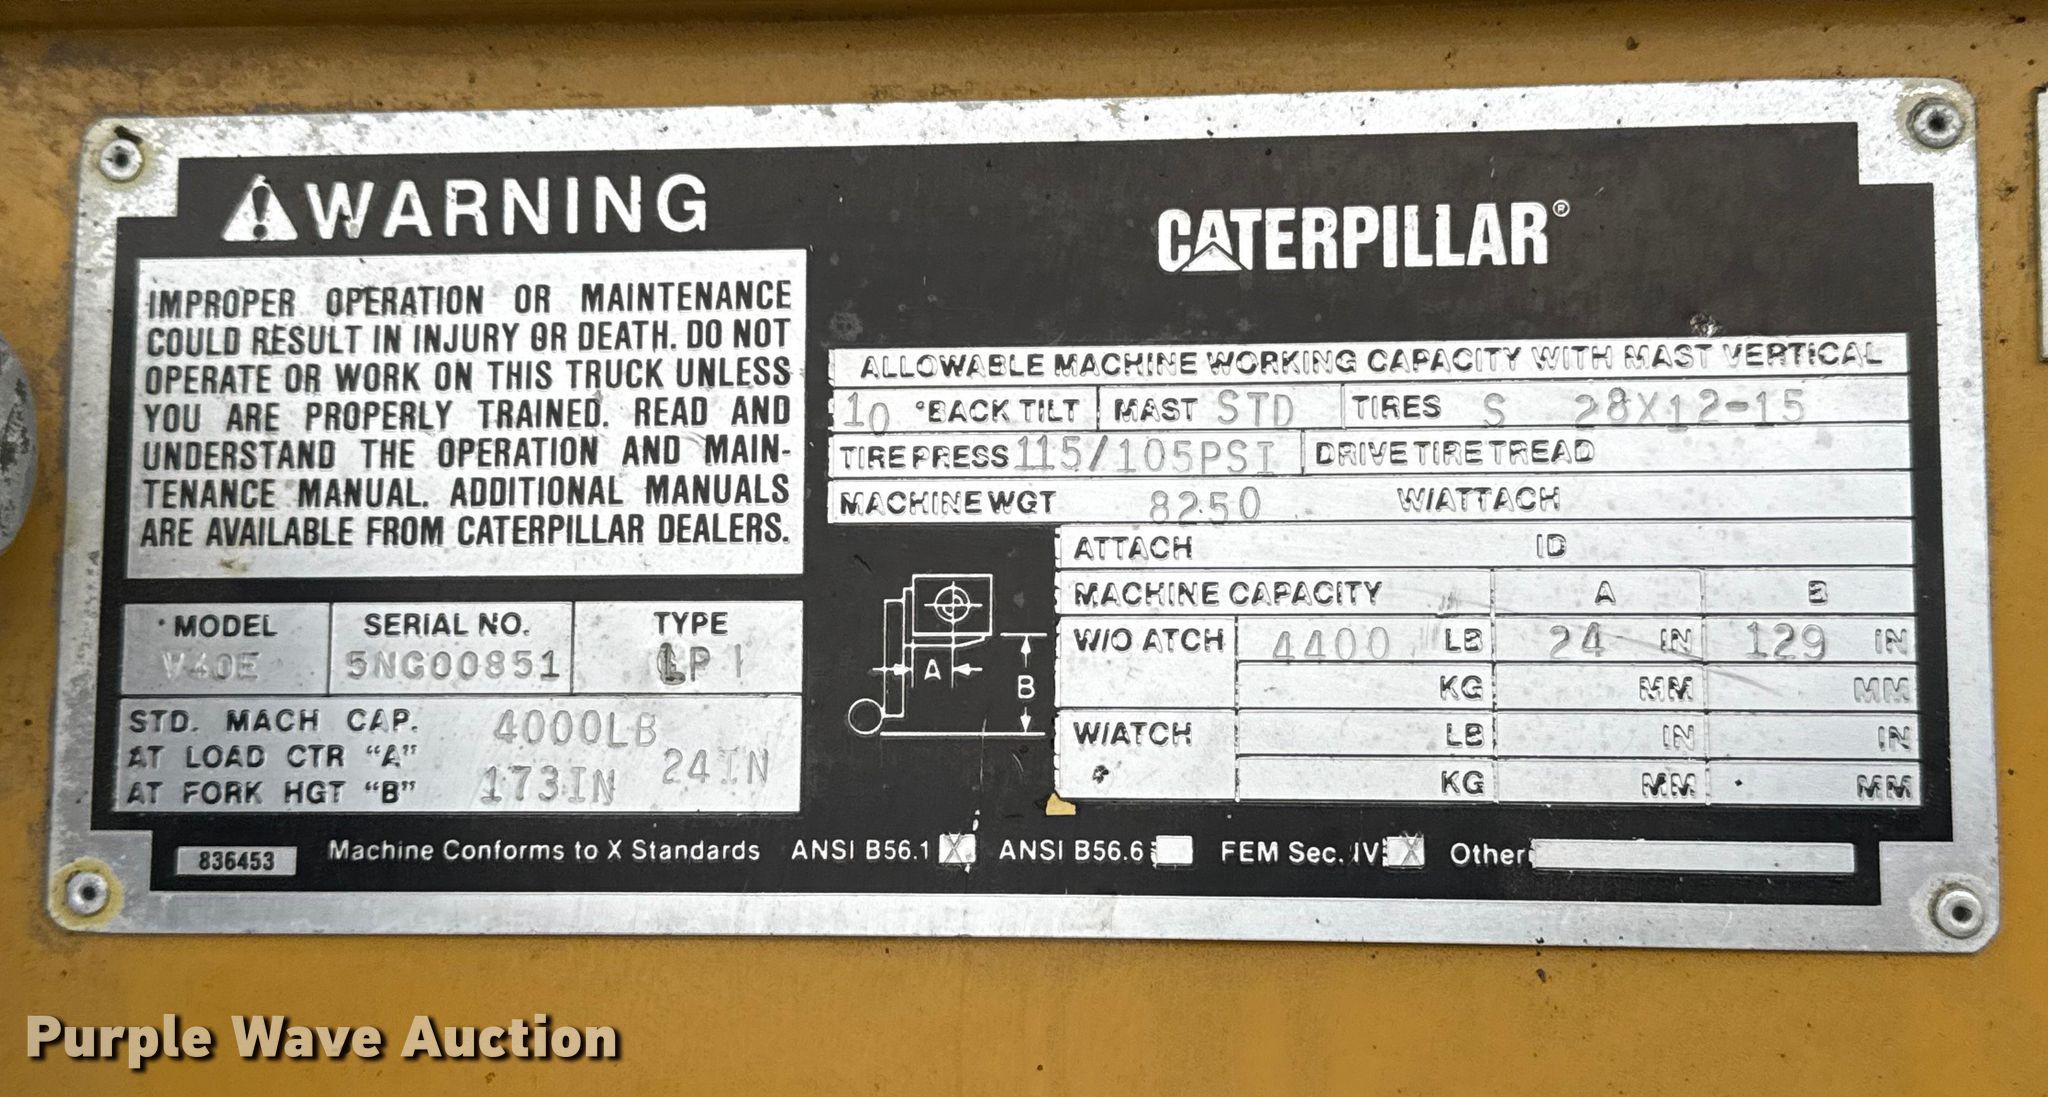 ⚠ WARNING
IMPROPER OPERATION OR MAINTENANCE
COULD RESULT IN INJURY OR DEATH. DO NOT
OPERATE OR WORK ON THIS TRUCK UNLESS
YOU ARE PROPERLY TRAINED. READ AND
UNDERSTAND THE OPERATION AND MAIN-
TENANCE MANUAL. ADDITIONAL MANUALS
ARE AVAILABLE FROM CATERPILLAR DEALERS.
MODEL SERIAL NO. TYPE
V40E 5NG00851 LP
STD. MACH CAP. 4000LB
AT LOAD CTR "A" 24IN
AT FORK HGT "B" 173IN
CATERPILLAR®
ALLOWABLE MACHINE WORKING CAPACITY WITH MAST VERTICAL
10 °BACK TILT MAST STD TIRES S 28X12-15
TIRE PRESS 115/105PSI DRIVE TIRE TREAD
MACHINE WGT 8250 W/ATTACH
ATTACH ID
MACHINE CAPACITY A B
W/O ATCH 4400 LB 24 IN 129 IN
KG MM MM
W/ATCH LB IN IN
KG MM MM
A
B
836453 Machine Conforms to X Standards ANSI B56.1 X ANSI B56.6 FEM Sec. IV X Other
Purple Wave Auction